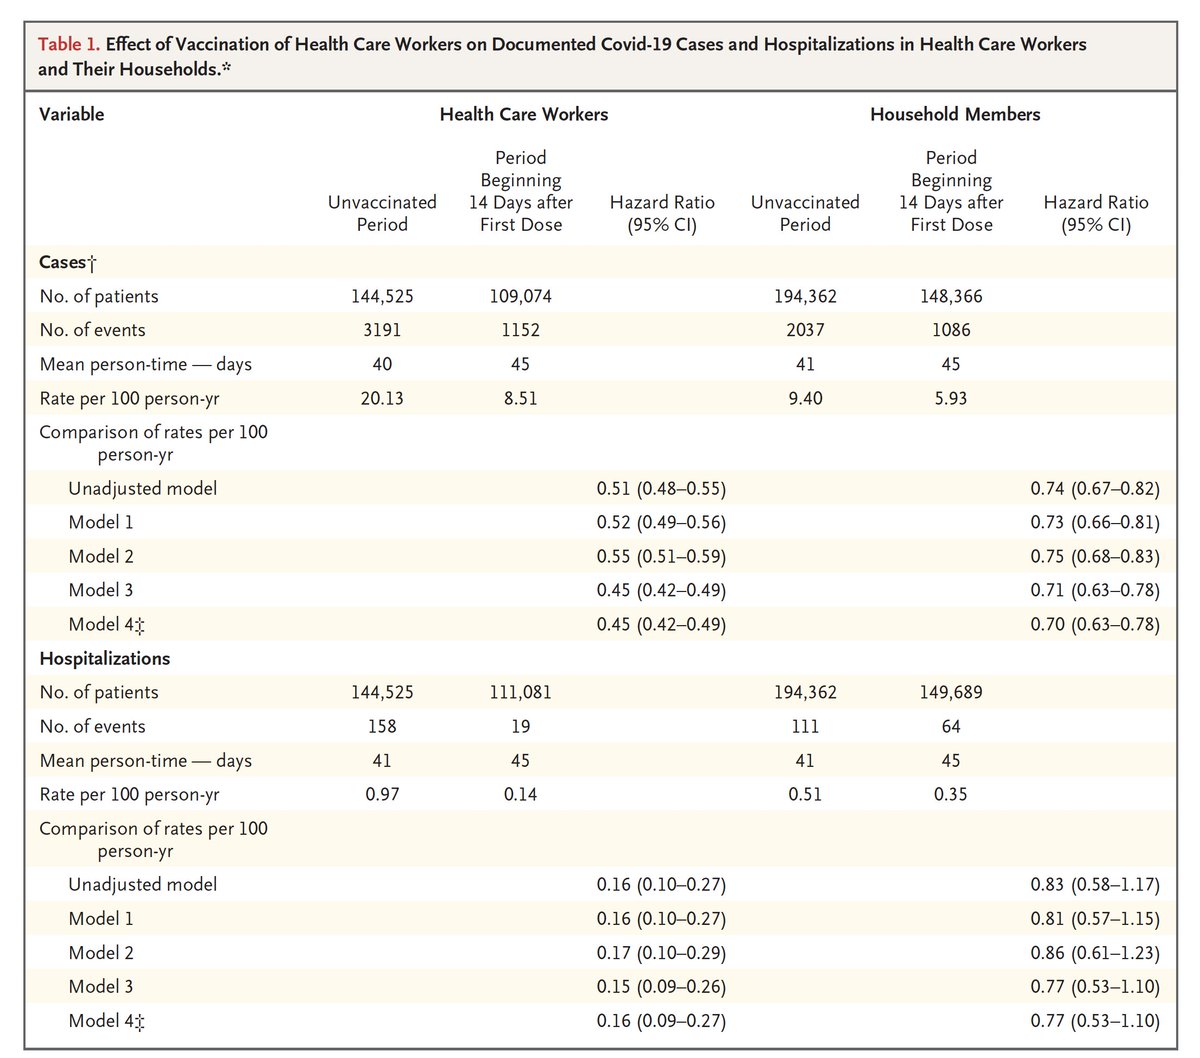 Table 1. Effect of Vaccination of Health Care Workers on Documented Covid-19 Cases and Hospitalizations in Health Care Workers
and Their Households.*
Variable Health Care Workers Household Members
Unvaccinated Period Period Beginning 14 Days after First Dose Hazard Ratio (95% CI) Unvaccinated Period Period Beginning 14 Days after First Dose Hazard Ratio (95% CI)
Cases†
No. of patients 144,525 109,074 194,362 148,366
No. of events 3191 1152 2037 1086
Mean person-time — days 40 45 41 45
Rate per 100 person-yr 20.13 8.51 9.40 5.93
Comparison of rates per 100
person-yr
Unadjusted model 0.51 (0.48–0.55) 0.74 (0.67–0.82)
Model 1 0.52 (0.49–0.56) 0.73 (0.66–0.81)
Model 2 0.55 (0.51–0.59) 0.75 (0.68–0.83)
Model 3 0.45 (0.42–0.49) 0.71 (0.63–0.78)
Model 4‡ 0.45 (0.42–0.49) 0.70 (0.63–0.78)
Hospitalizations
No. of patients 144,525 111,081 194,362 149,689
No. of events 158 19 111 64
Mean person-time — days 41 45 41 45
Rate per 100 person-yr 0.97 0.14 0.51 0.35
Comparison of rates per 100
person-yr
Unadjusted model 0.16 (0.10–0.27) 0.83 (0.58–1.17)
Model 1 0.16 (0.10–0.27) 0.81 (0.57–1.15)
Model 2 0.17 (0.10–0.29) 0.86 (0.61–1.23)
Model 3 0.15 (0.09–0.26) 0.77 (0.53–1.10)
Model 4‡ 0.16 (0.09–0.27) 0.77 (0.53–1.10)